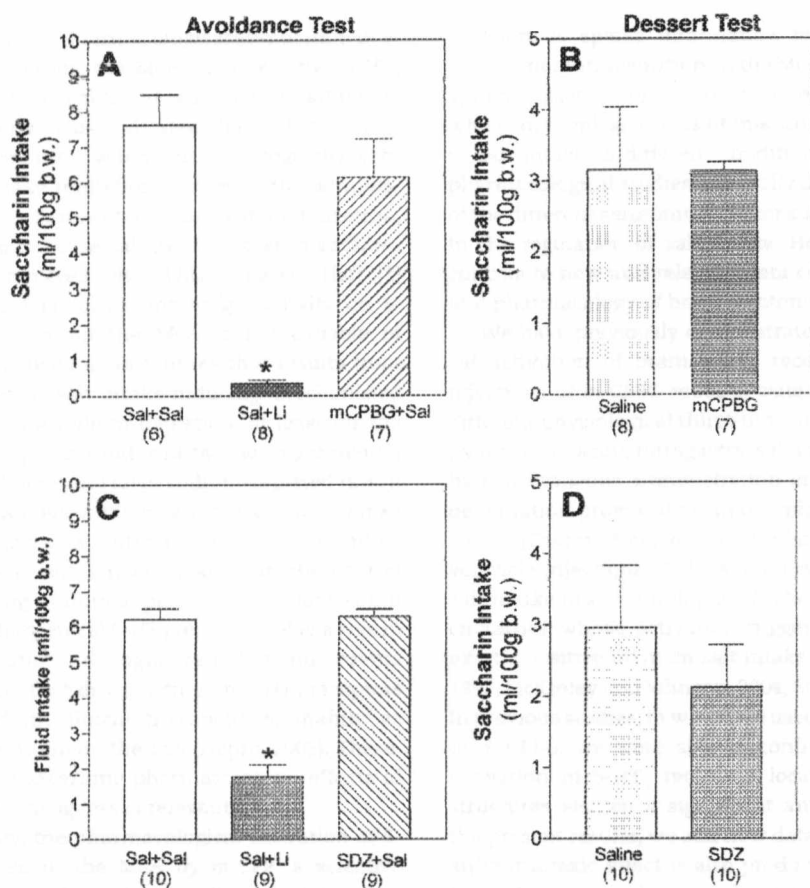 Avoidance Test
Dessert Test
A
B
10
9
8
7
6
5
4
3
2
1
0
Saccharin Intake
(ml/100g b.w.)
*
Sal+Sal
(6)
Sal+Li
(8)
mCPBG+Sal
(7)
5
4
3
2
1
0
Saccharin Intake
(ml/100g b.w.)
Saline
(8)
mCPBG
(7)
C
D
10
9
8
7
6
5
4
3
2
1
0
Fluid Intake (ml/100g b.w.)
*
Sal+Sal
(10)
Sal+Li
(9)
SDZ+Sal
(9)
5
4
3
2
1
0
Saccharin Intake
(ml/100g b.w.)
Saline
(10)
SDZ
(10)